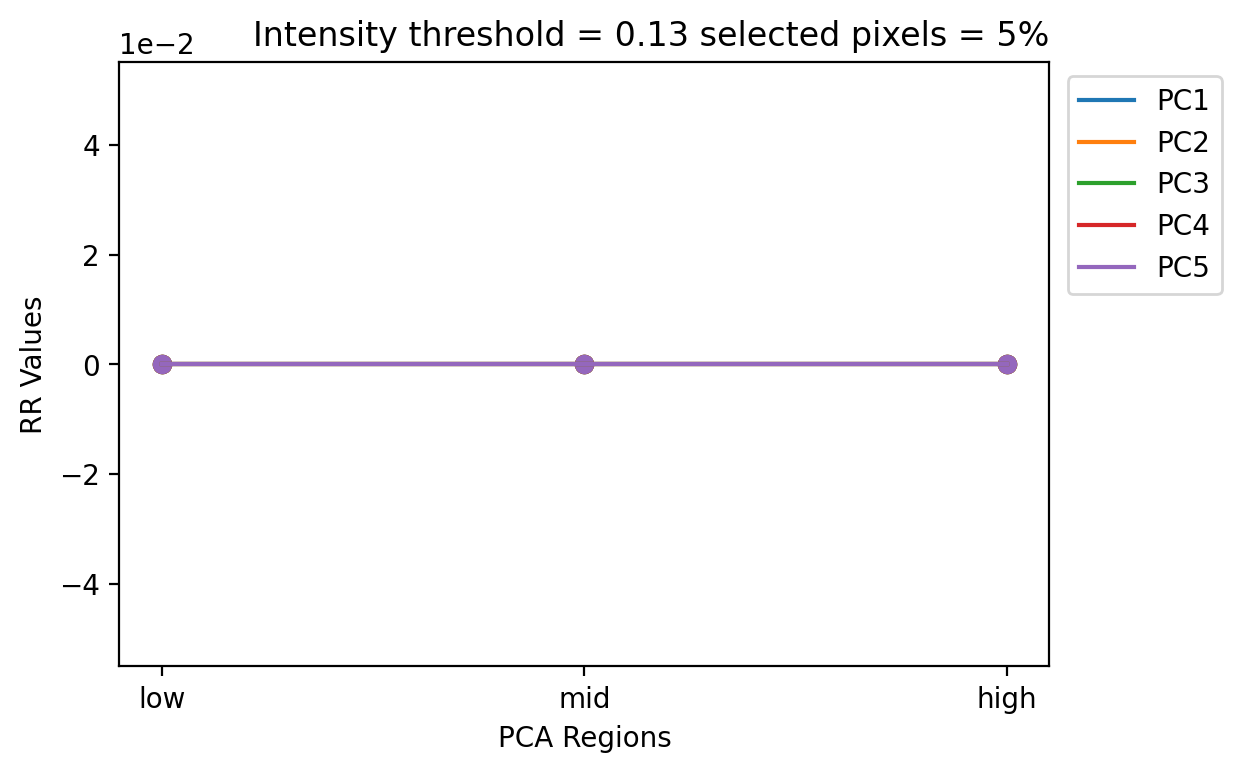 Intensity threshold = 0.13 selected pixels = 5%
1e−2
4
2
0
−2
−4
RR Values
low mid high
PCA Regions
PC1
PC2
PC3
PC4
PC5